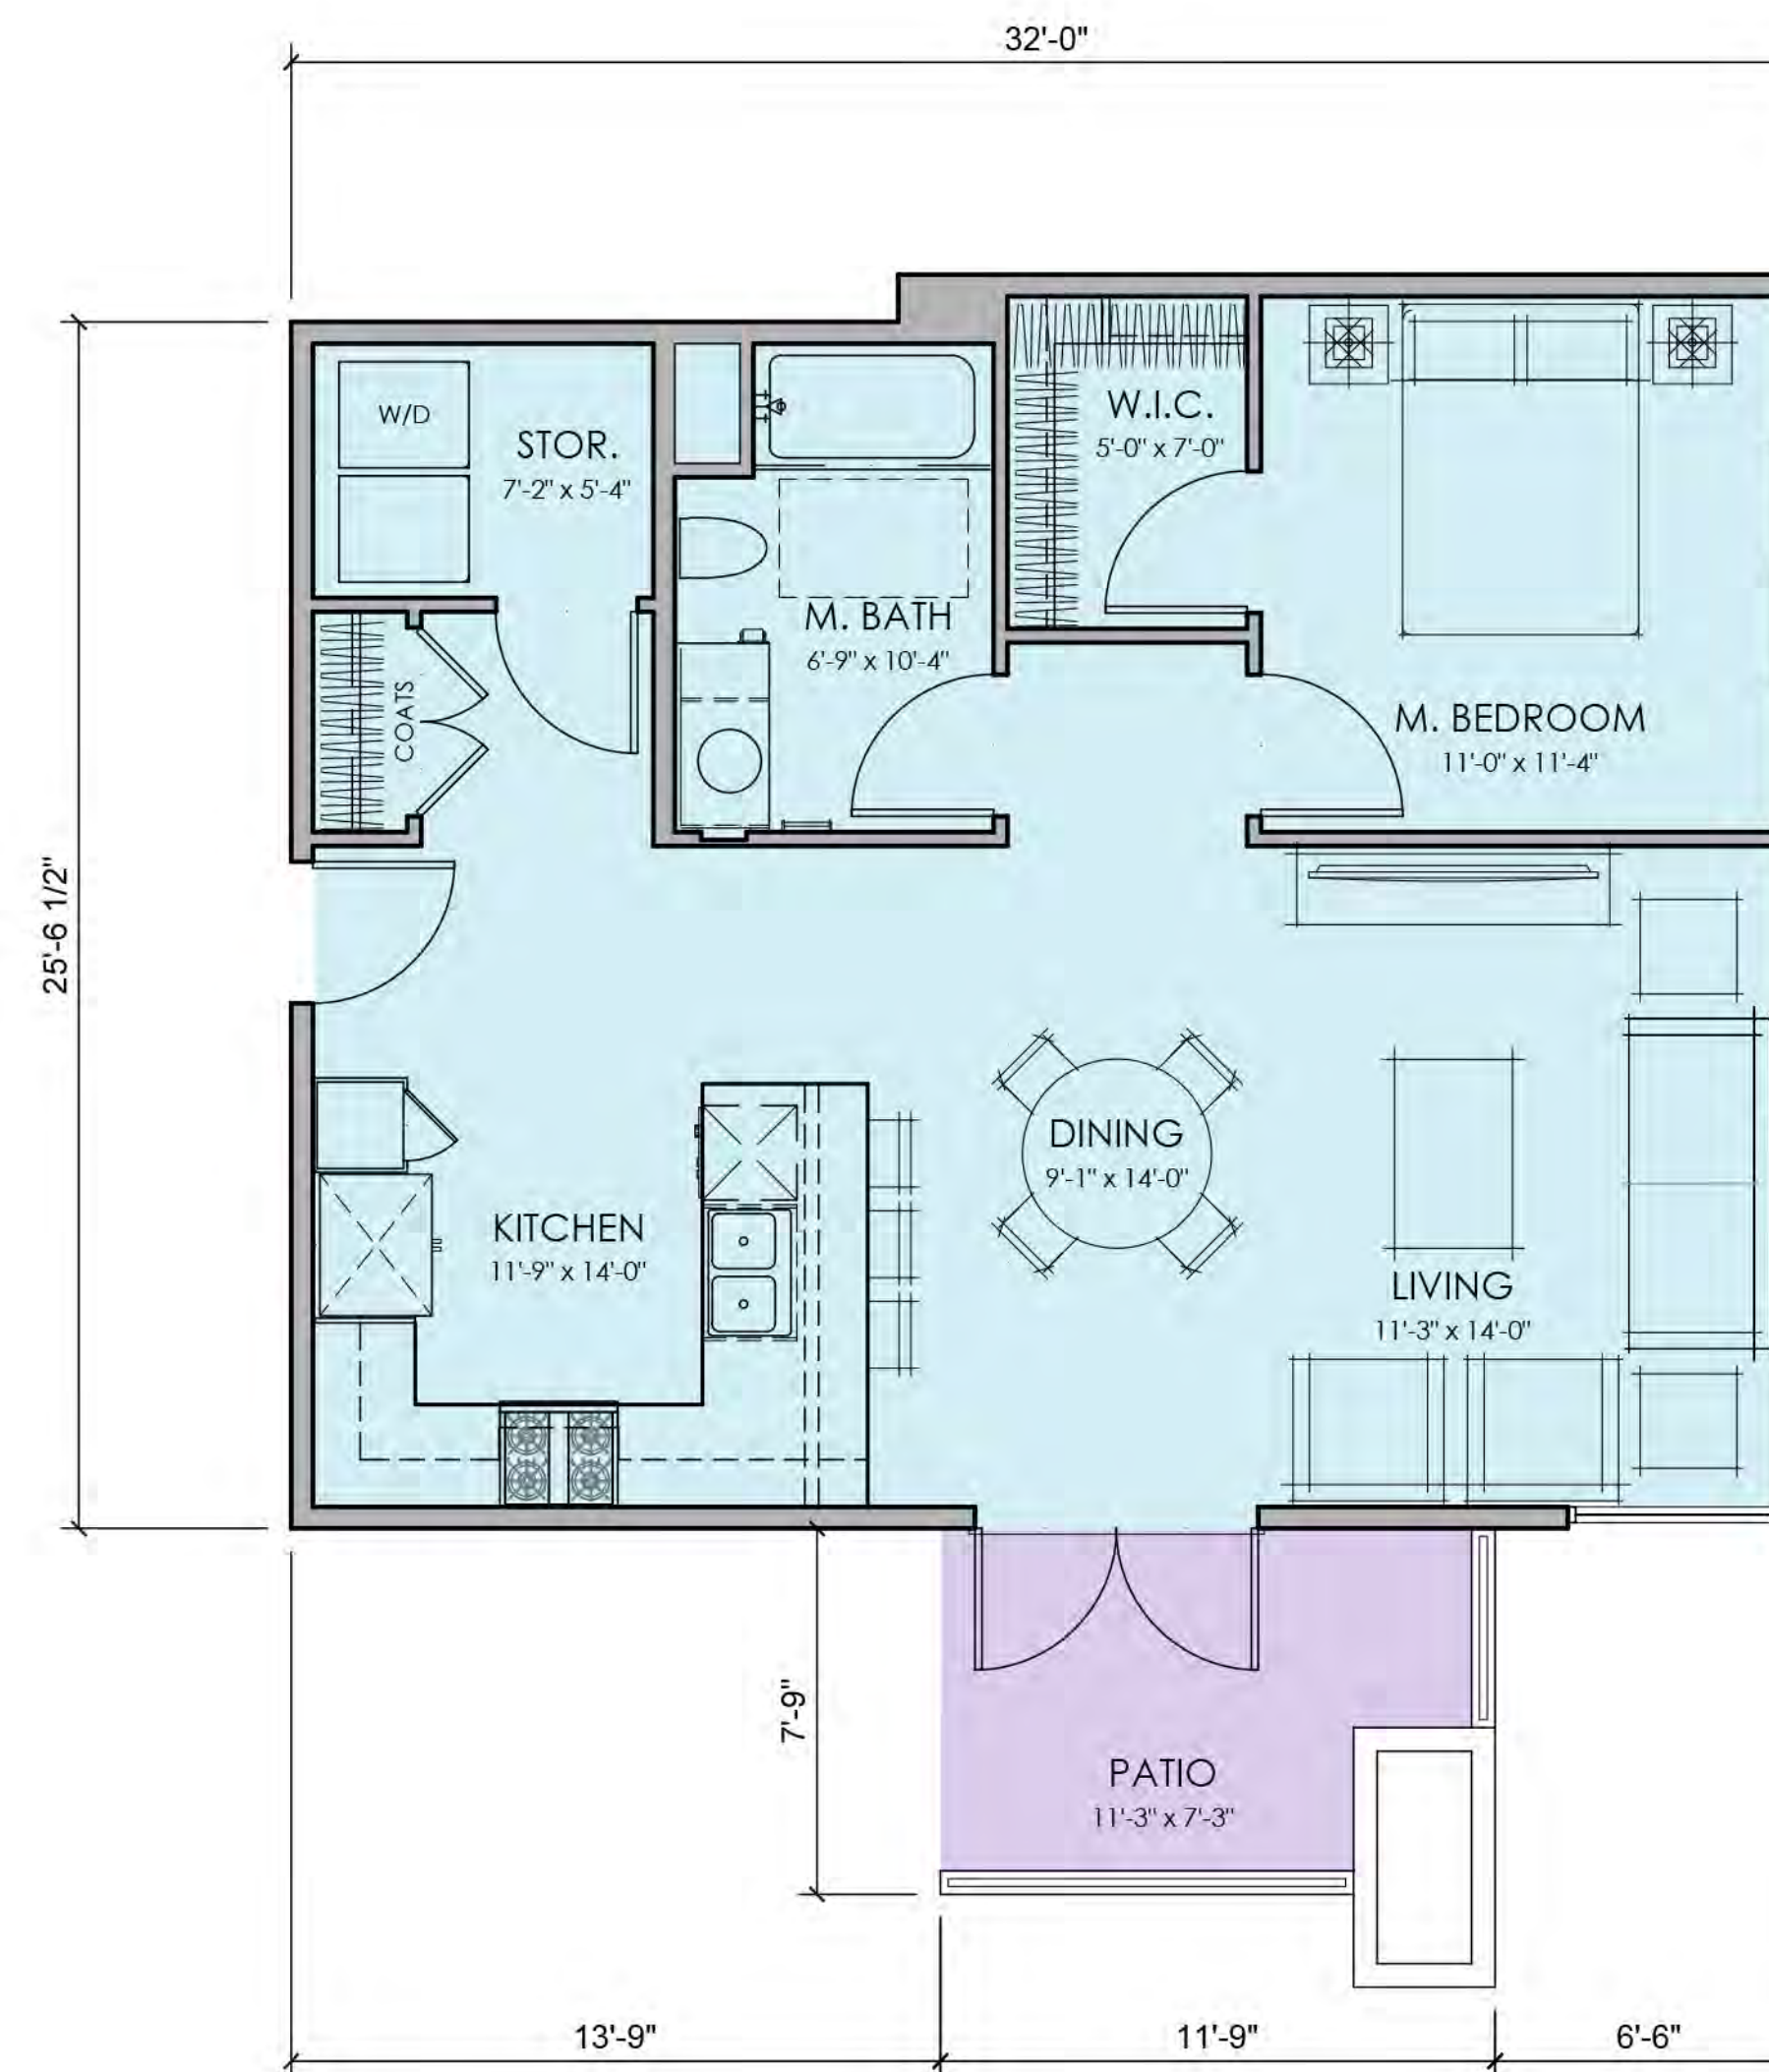 32'-0"
W/D
STOR.
7'-2" x 5'-4"
W.I.C.
5'-0" x 7'-0"
M. BATH
6'-9" x 10'-4"
COATS
M. BEDROOM
11'-0" x 11'-4"
25'-6 1/2"
DINING
9'-1" x 14'-0"
KITCHEN
11'-9" x 14'-0"
LIVING
11'-3" x 14'-0"
7'-9"
PATIO
11'-3" x 7'-3"
13'-9"
11'-9"
6'-6"